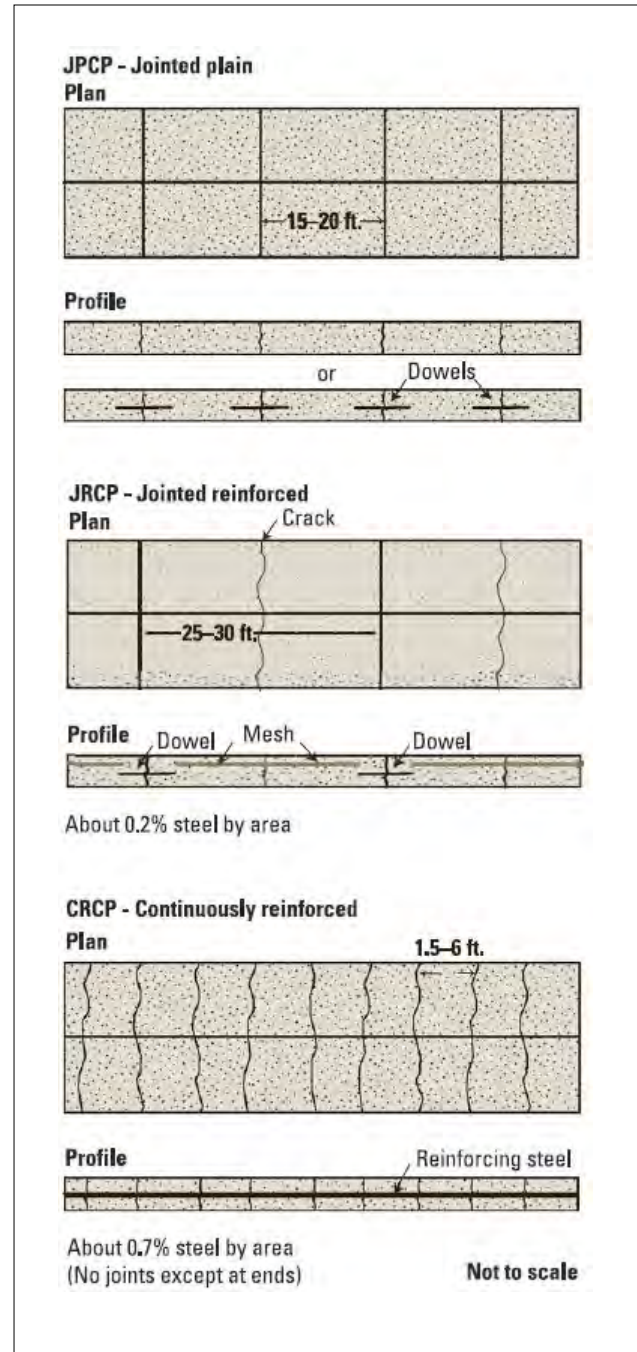 JPCP - Jointed plain
Plan
15–20 ft.
Profile
or
Dowels
JRCP - Jointed reinforced
Plan
Crack
25–30 ft.
Profile
Dowel
Mesh
Dowel
About 0.2% steel by area
CRCP - Continuously reinforced
Plan
1.5–6 ft.
Profile
Reinforcing steel
About 0.7% steel by area
(No joints except at ends)
Not to scale